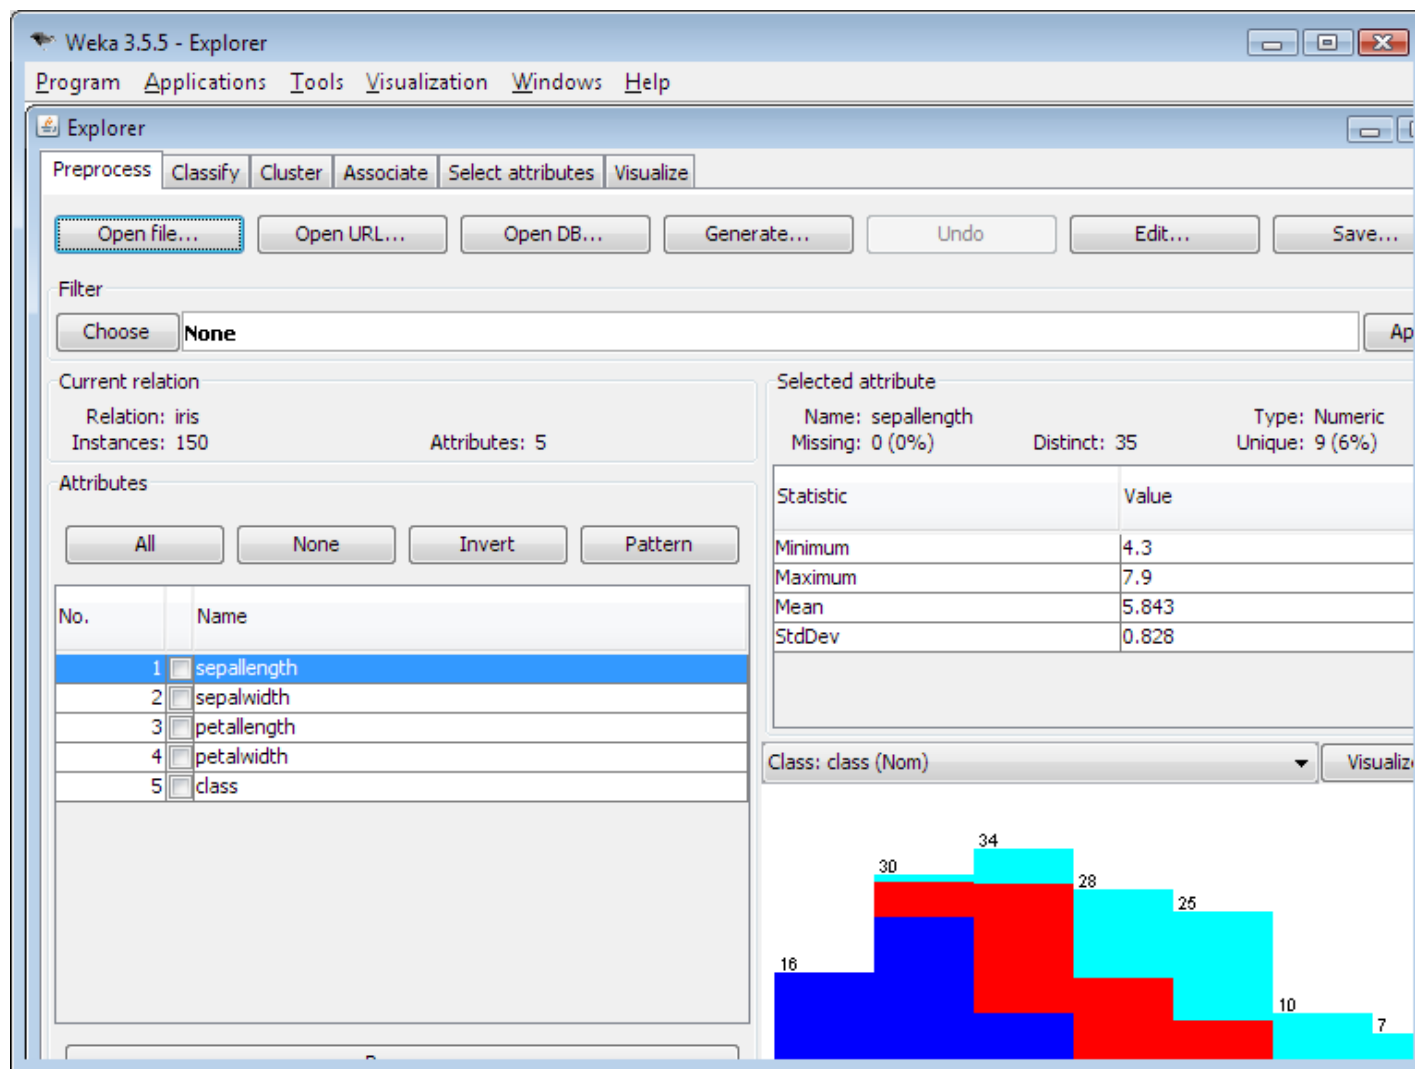 Weka 3.5.5 - Explorer
Program Applications Tools Visualization Windows Help
Explorer
Preprocess Classify Cluster Associate Select attributes Visualize
Open file... Open URL... Open DB... Generate... Undo Edit... Save...
Filter
Choose None Ap
Current relation
Relation: iris
Instances: 150 Attributes: 5
Selected attribute
Name: sepallength Type: Numeric
Missing: 0 (0%) Distinct: 35 Unique: 9 (6%)
Attributes
All None Invert Pattern
No. Name
1 sepallength
2 sepalwidth
3 petallength
4 petalwidth
5 class
Statistic Value
Minimum 4.3
Maximum 7.9
Mean 5.843
StdDev 0.828
Class: class (Nom) Visualiz
16 30 34 28 25 10 7